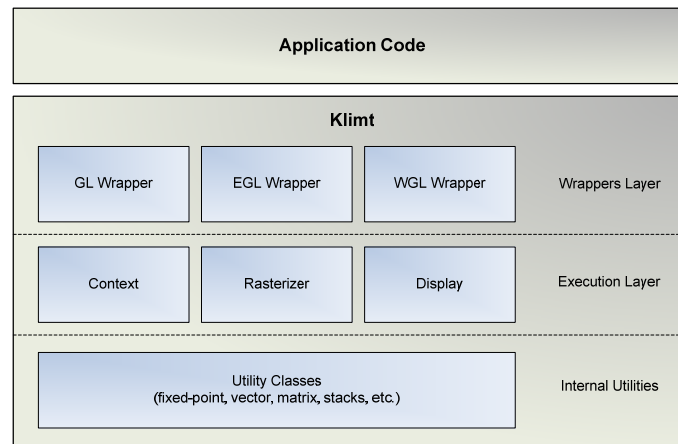 Application Code
Klimt
GL Wrapper
EGL Wrapper
WGL Wrapper
Wrappers Layer
Context
Rasterizer
Display
Execution Layer
Utility Classes
(fixed-point, vector, matrix, stacks, etc.)
Internal Utilities